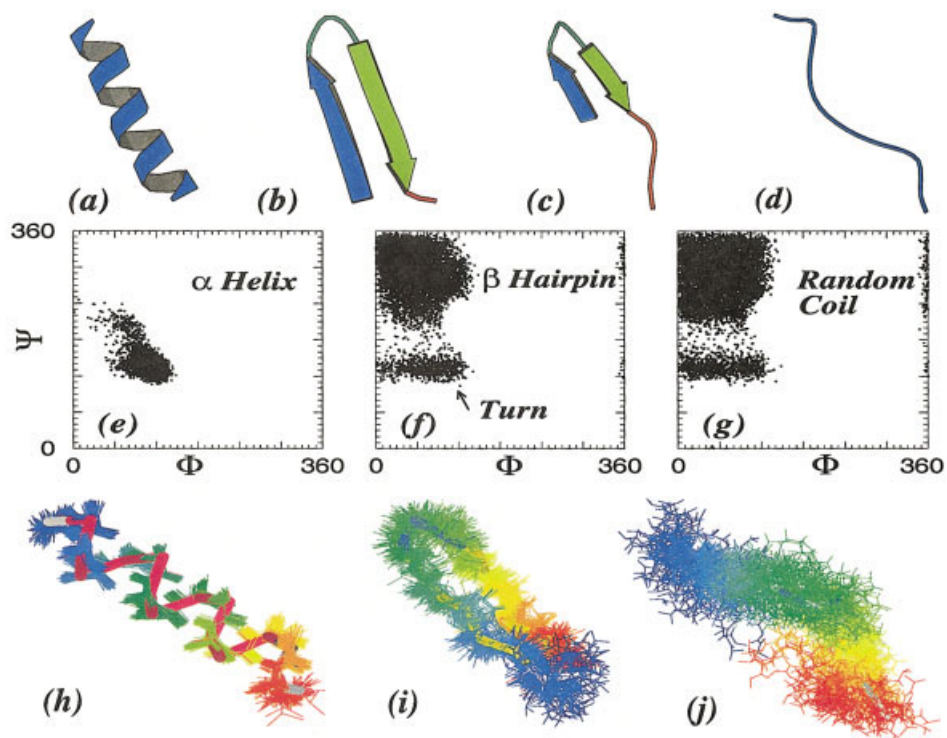 (a) (b) (c) (d)
360
Ψ
α Helix
β Hairpin
Random
Coil
(e) (f) Turn (g)
0
0 Φ 360 0 Φ 360 0 Φ 360
(h) (i) (j)